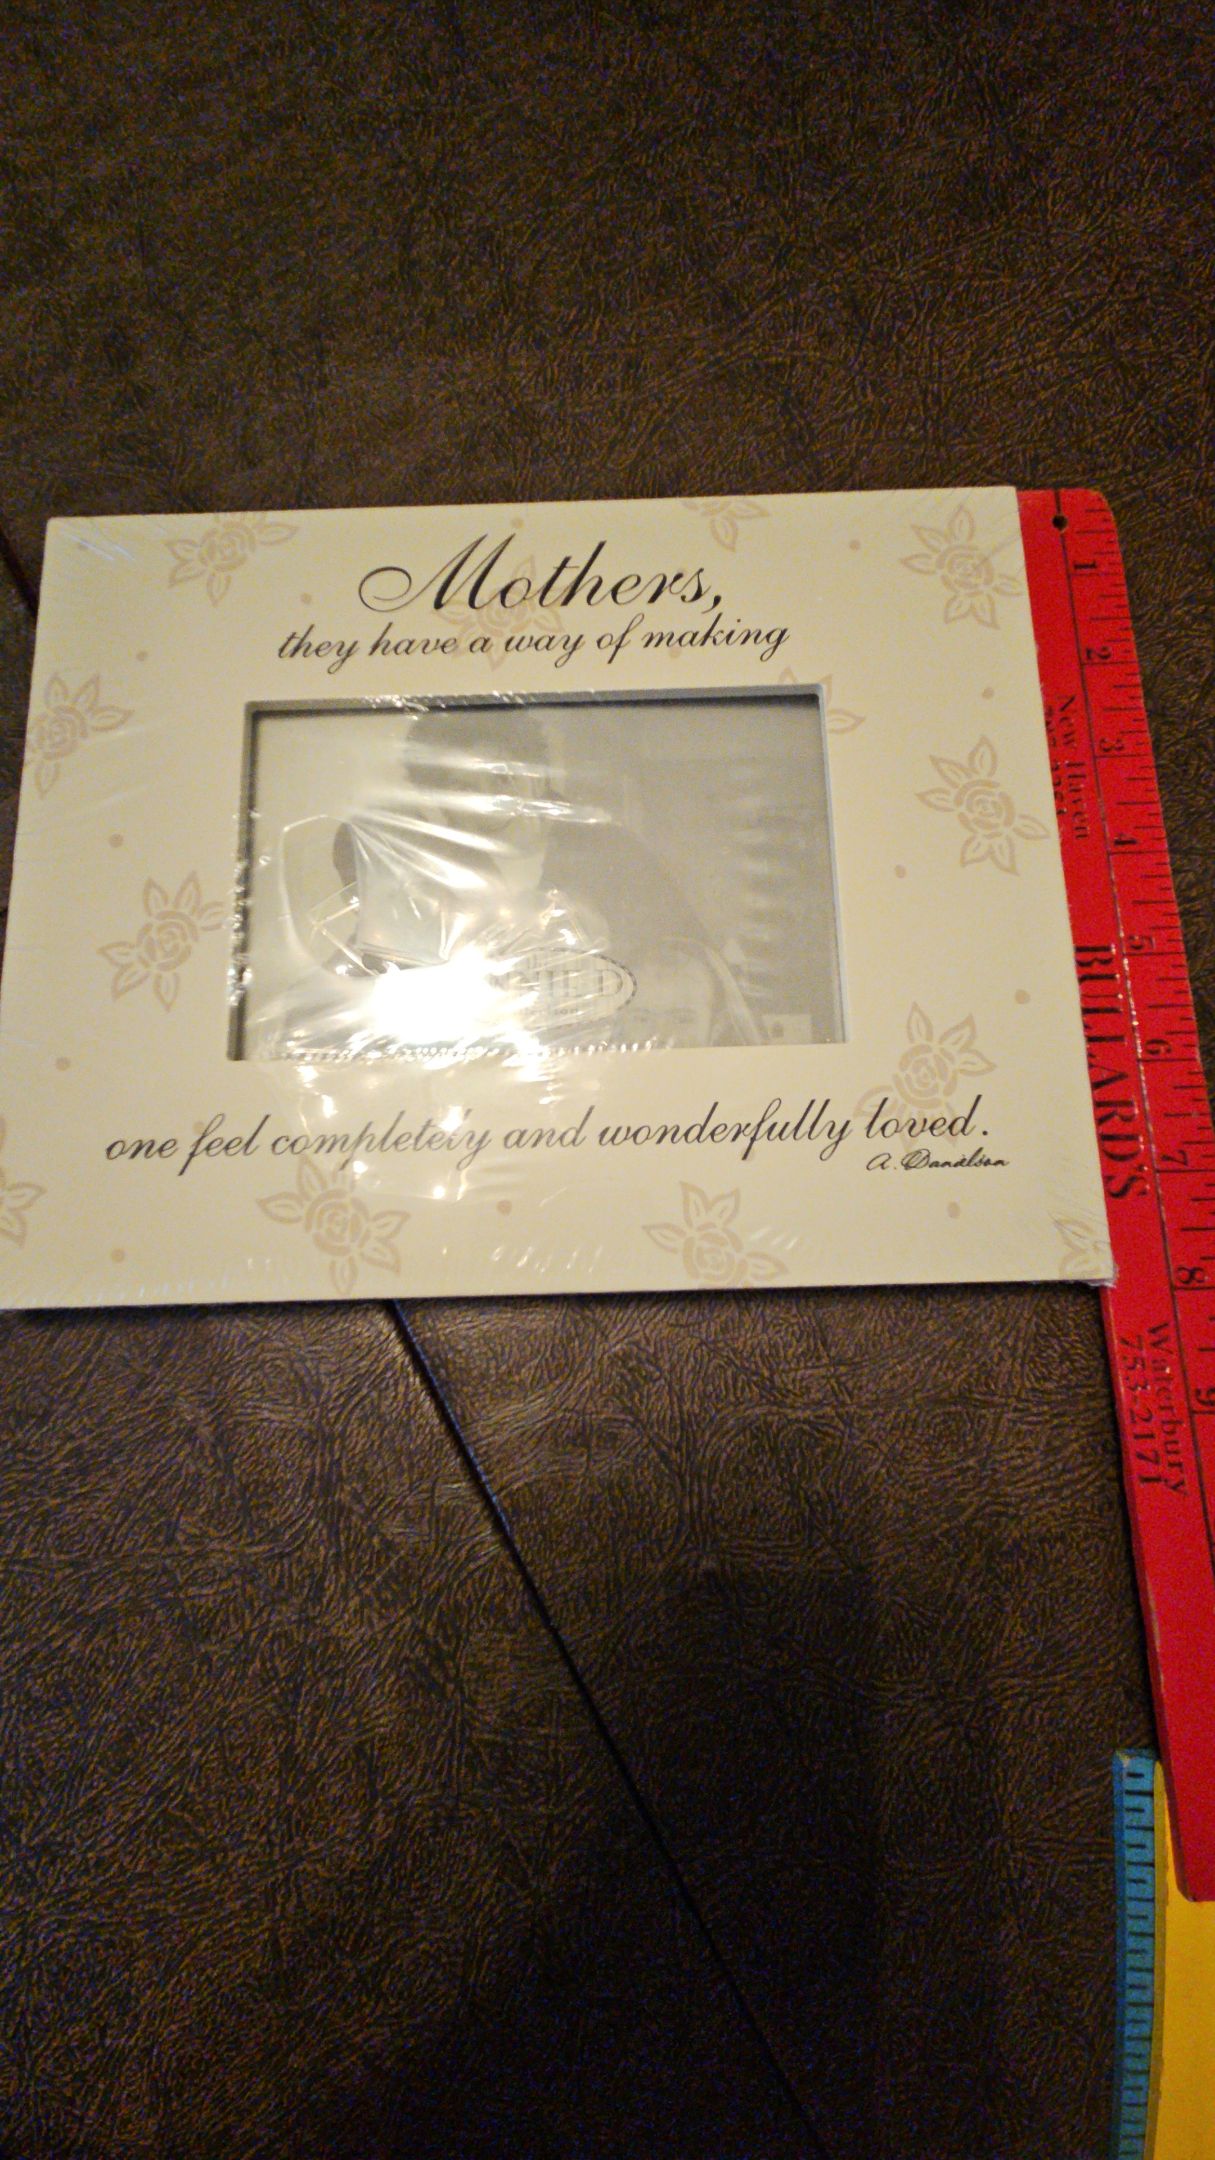 Mothers,
they have a way of making
one feel completely and wonderfully loved.
A. Danalson
1
2
3
4
5
6
7
8
9
New Haven
BULLARD'S
Waterbury
753-2171